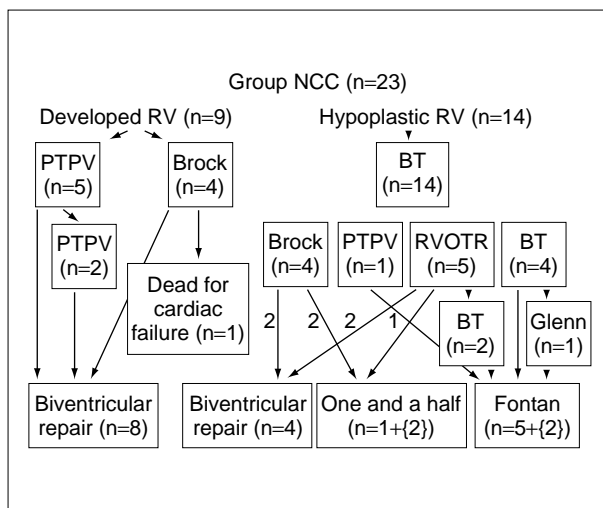 Group NCC (n=23)
Developed RV (n=9)
Hypoplastic RV (n=14)
PTPV
(n=5)
Brock
(n=4)
BT
(n=14)
PTPV
(n=2)
Dead for
cardiac
failure (n=1)
Brock
(n=4)
PTPV
(n=1)
RVOTR
(n=5)
BT
(n=4)
2
2
2
1
BT
(n=2)
Glenn
(n=1)
Biventricular
repair (n=8)
Biventricular
repair (n=4)
One and a half
(n=1+{2})
Fontan
(n=5+{2})